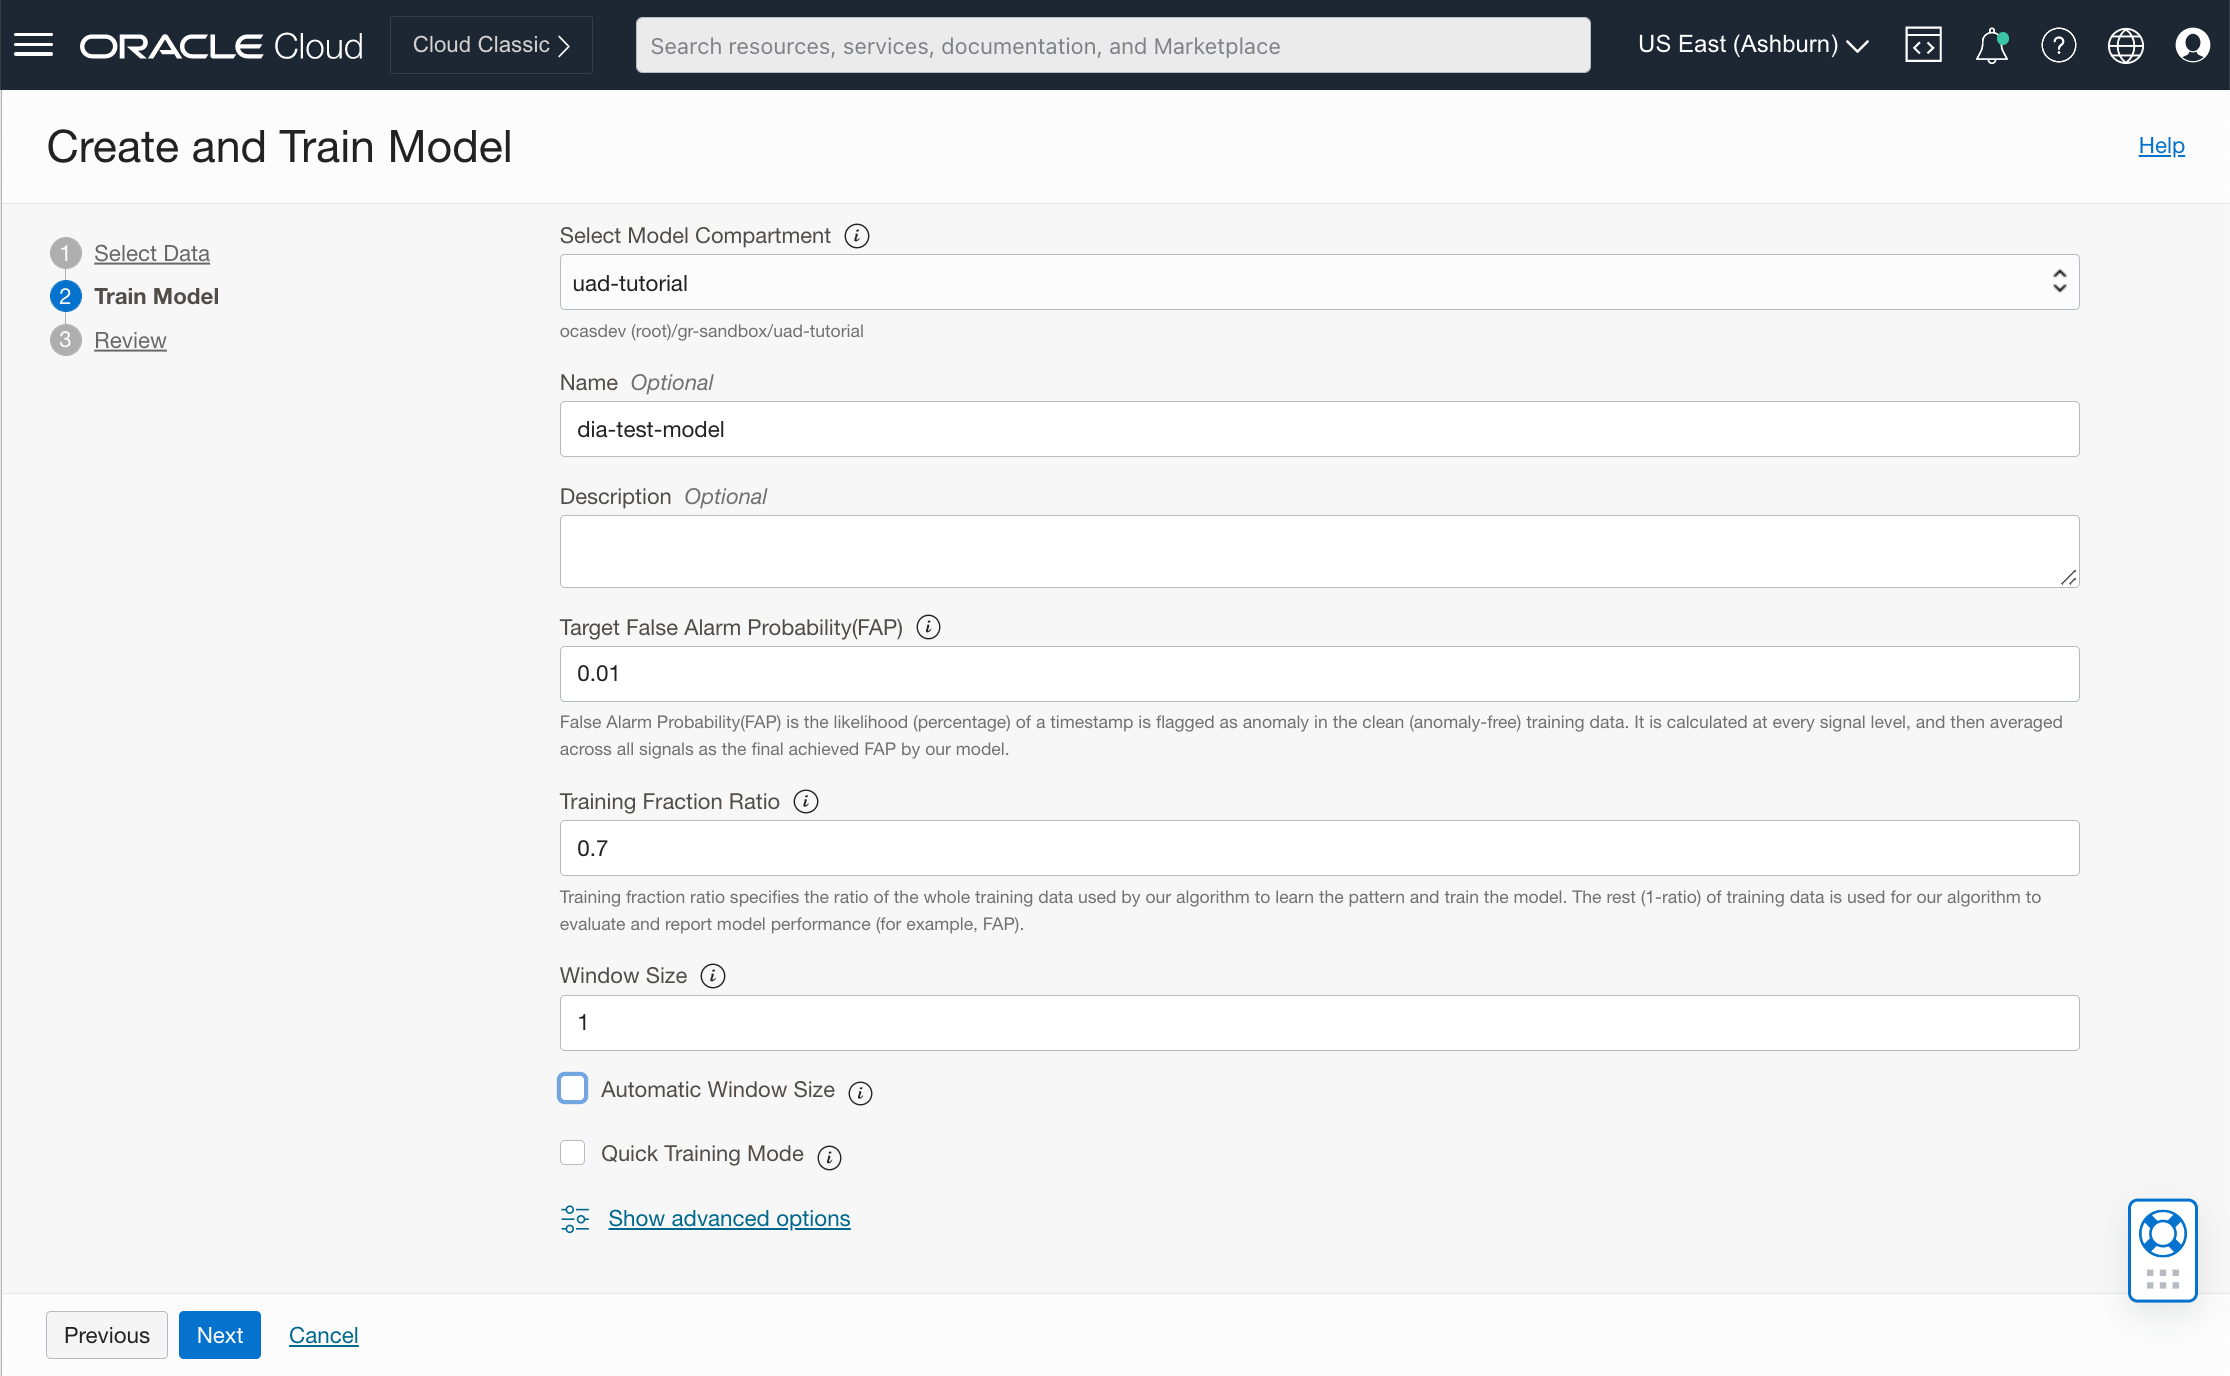 ORACLE Cloud
Cloud Classic
Search resources, services, documentation, and Marketplace
US East (Ashburn)
Create and Train Model
Help
1 Select Data
2 Train Model
3 Review
Select Model Compartment
uad-tutorial
ocasdev (root)/gr-sandbox/uad-tutorial
Name Optional
dia-test-model
Description Optional
Target False Alarm Probability(FAP)
0.01
False Alarm Probability(FAP) is the likelihood (percentage) of a timestamp is flagged as anomaly in the clean (anomaly-free) training data. It is calculated at every signal level, and then averaged
across all signals as the final achieved FAP by our model.
Training Fraction Ratio
0.7
Training fraction ratio specifies the ratio of the whole training data used by our algorithm to learn the pattern and train the model. The rest (1-ratio) of training data is used for our algorithm to
evaluate and report model performance (for example, FAP).
Window Size
1
Automatic Window Size
Quick Training Mode
Show advanced options
Previous
Next
Cancel